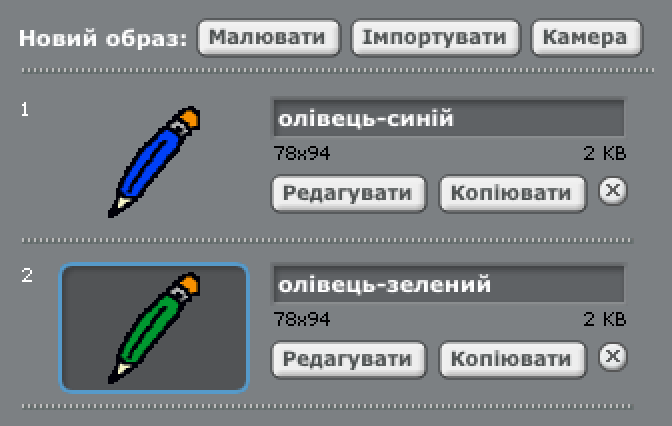 Новий образ: Малювати Імпортувати Камера
1
олівець-синій
78x94 2 KB
Редагувати Копіювати
2
олівець-зелений
78x94 2 KB
Редагувати Копіювати